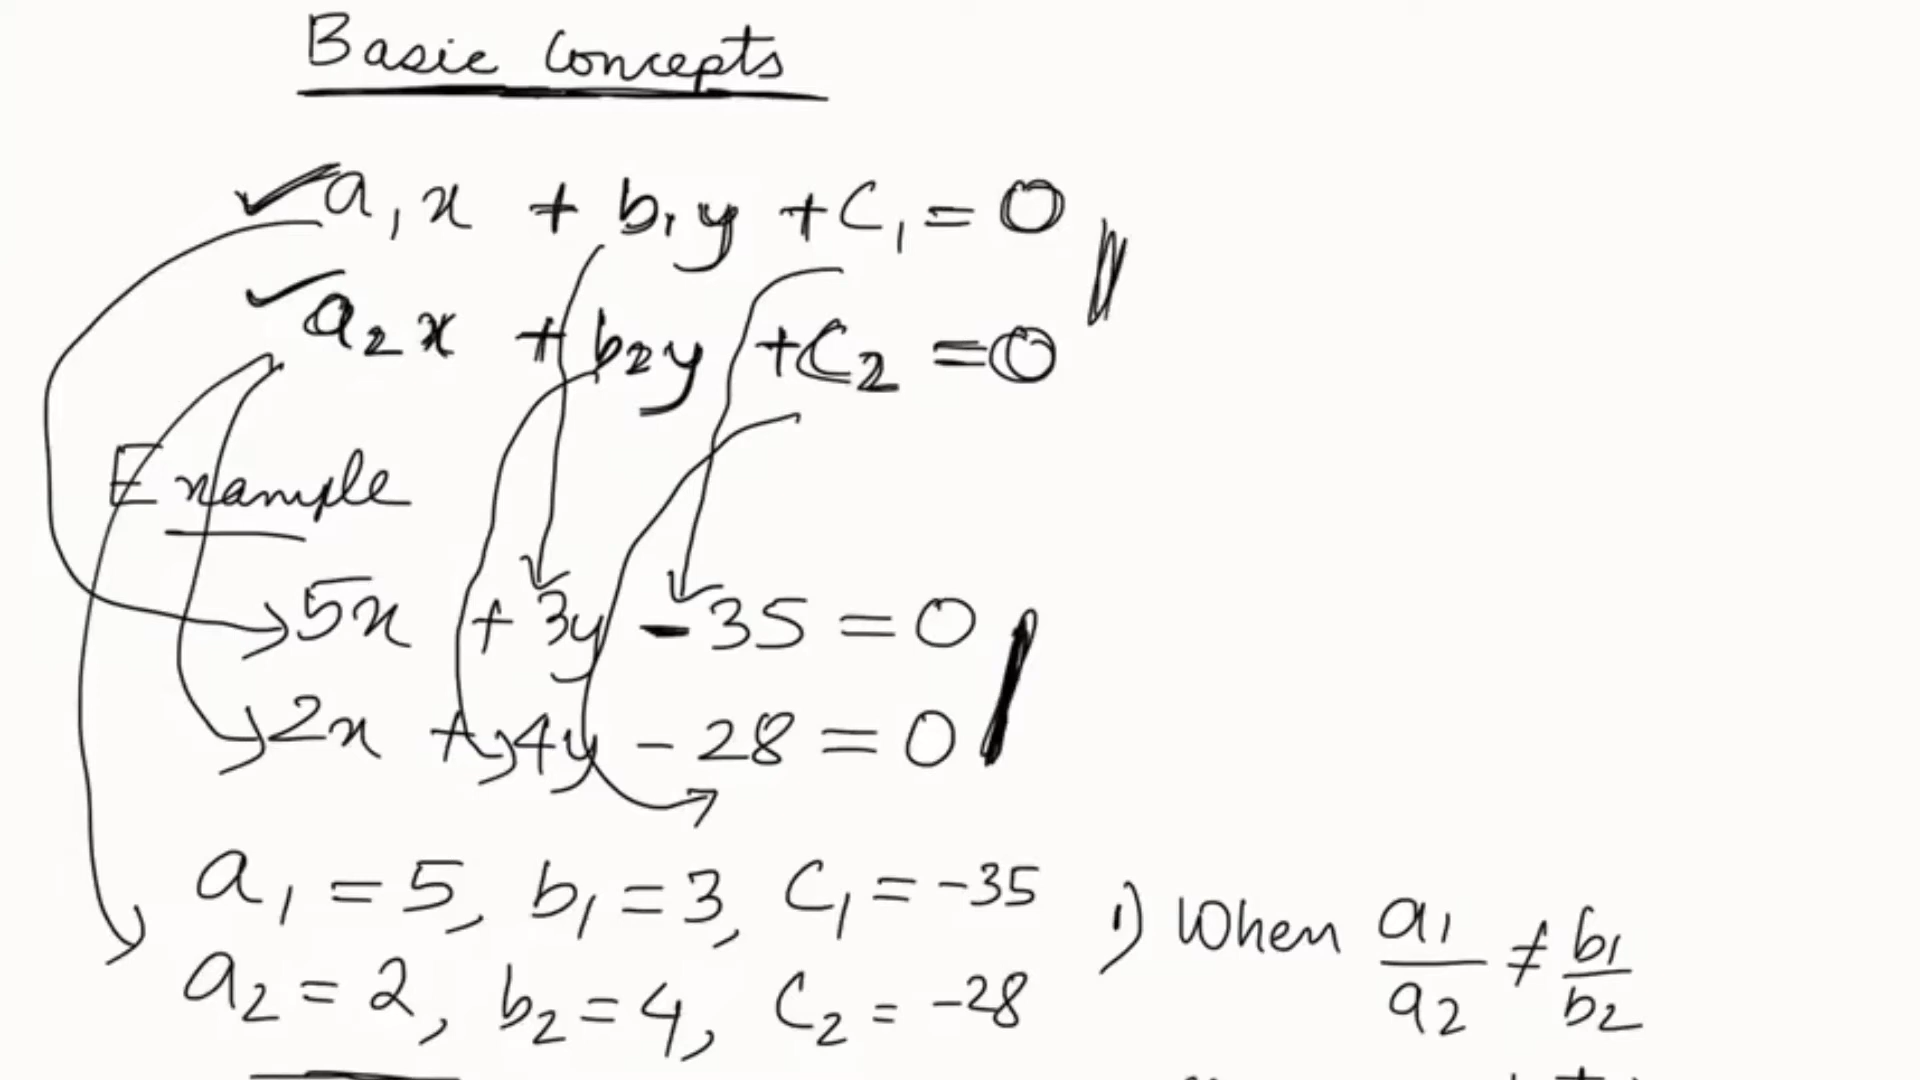 Basic Concepts
a₁x + b₁y + c₁ = 0
a₂x + b₂y + c₂ = 0
Example
5x + 3y - 35 = 0
2x + 4y - 28 = 0
a₁ = 5, b₁ = 3, c₁ = -35
a₂ = 2, b₂ = 4, c₂ = -28
i) When a₁/a₂ ≠ b₁/b₂